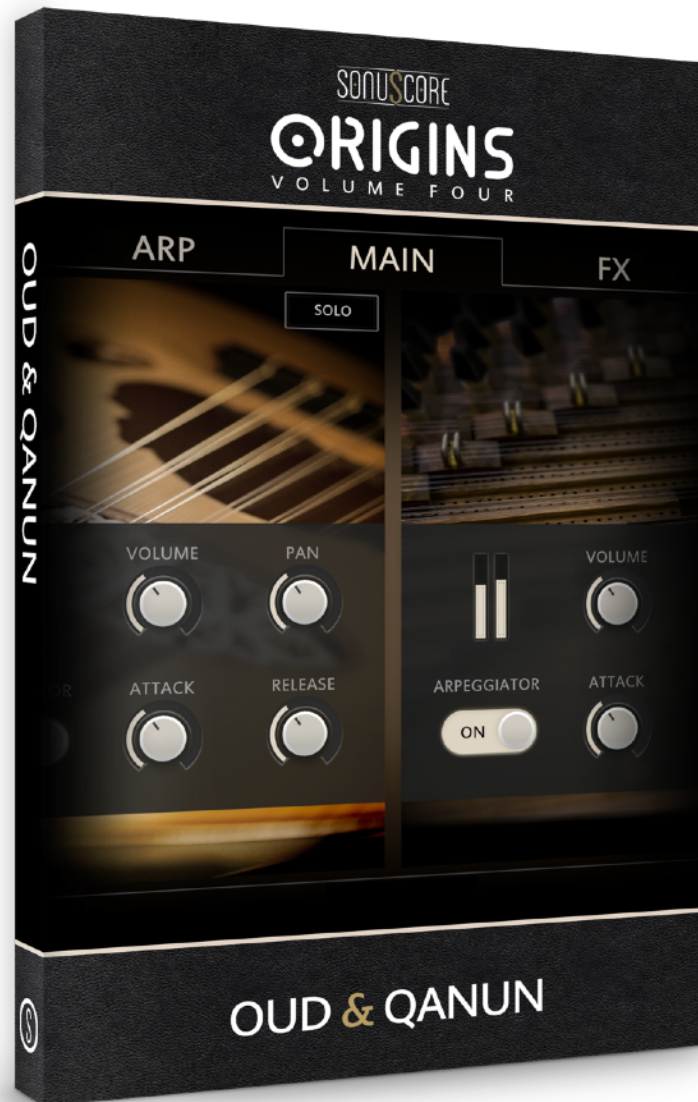 SONUSCORE
ORIGINS
VOLUME FOUR
OUD & QANUN
ARP
MAIN
FX
SOLO
VOLUME
PAN
VOLUME
OR
ATTACK
RELEASE
ARPEGGIATOR
ATTACK
ON
OUD & QANUN